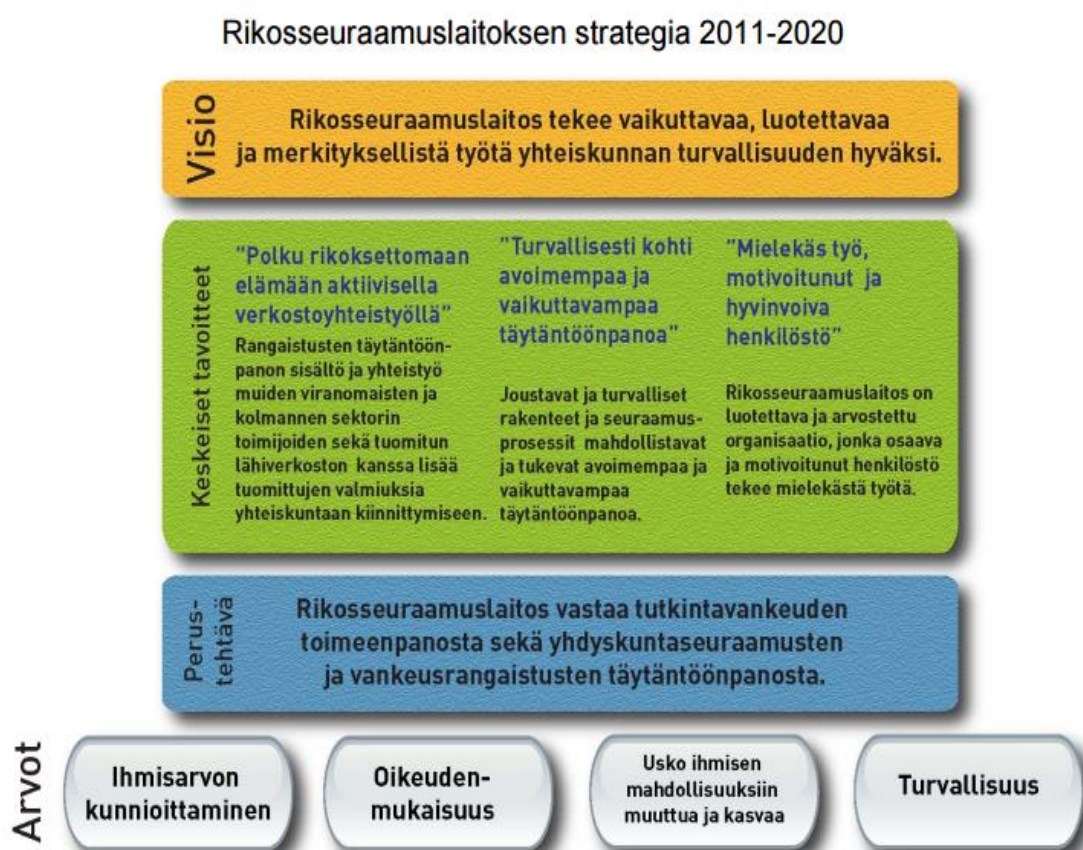 Rikosseuraamuslaitoksen strategia 2011-2020
Visio
Rikosseuraamuslaitos tekee vaikuttavaa, luotettavaa
ja merkityksellistä työtä yhteiskunnan turvallisuuden hyväksi.
Keskeiset tavoitteet
”Polku rikoksettomaan
elämään aktiivisella
verkostoyhteistyöllä”
Rangaistusten täytäntöön-
panon sisältö ja yhteistyö
muiden viranomaisten ja
kolmannen sektorin
toimijoiden sekä tuomitun
lähiverkoston kanssa lisää
tuomittujen valmiuksia
yhteiskuntaan kiinnittymiseen.
”Turvallisesti kohti
avoimempaa ja
vaikuttavampaa
täytäntöönpanoa”
Joustavat ja turvalliset
rakenteet ja seuraamus-
prosessit mahdollistavat
ja tukevat avoimempaa ja
vaikuttavampaa
täytäntöönpanoa.
”Mielekäs työ,
motivoitunut ja
hyvinvoiva
henkilöstö”
Rikosseuraamuslaitos on
luotettava ja arvostettu
organisaatio, jonka osaava
ja motivoitunut henkilöstö
tekee mielekästä työtä.
Perus-
tehtävä
Rikosseuraamuslaitos vastaa tutkintavankeuden
toimeenpanosta sekä yhdyskuntaseuraamusten
ja vankeusrangaistusten täytäntöönpanosta.
Arvot
Ihmisarvon
kunnioittaminen
Oikeuden-
mukaisuus
Usko ihmisen
mahdollisuuksiin
muuttua ja kasvaa
Turvallisuus